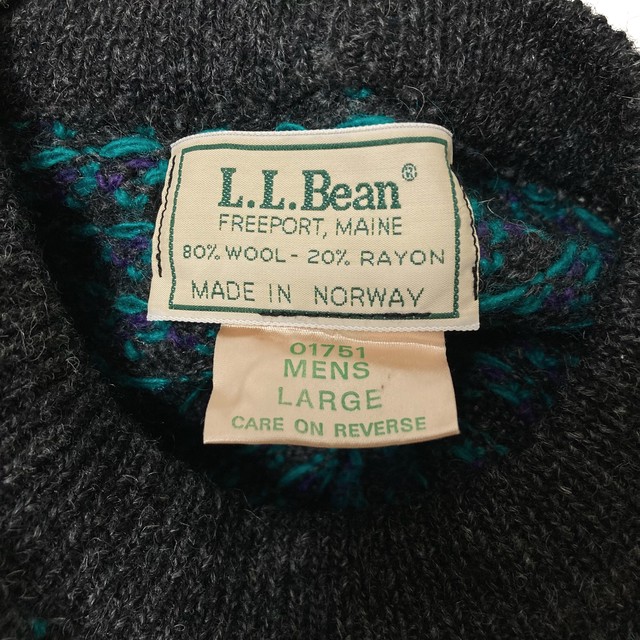 L.L.Bean®
FREEPORT, MAINE
80% WOOL - 20% RAYON
MADE IN NORWAY
01751
MENS
LARGE
CARE ON REVERSE